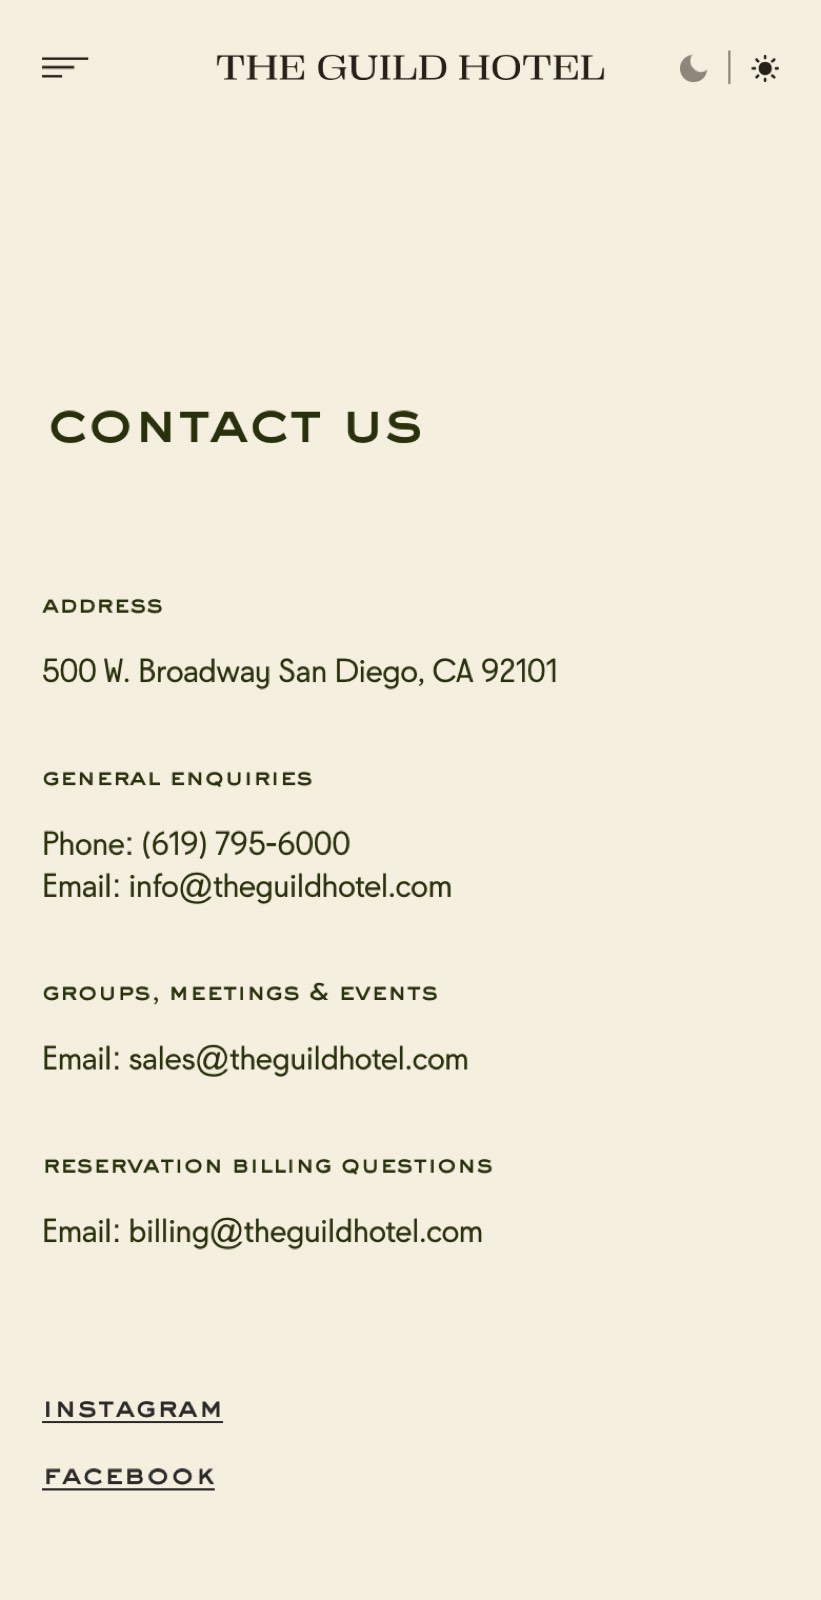 THE GUILD HOTEL
CONTACT US
ADDRESS
500 W. Broadway San Diego, CA 92101
GENERAL ENQUIRIES
Phone: (619) 795-6000
Email: info@theguildhotel.com
GROUPS, MEETINGS & EVENTS
Email: sales@theguildhotel.com
RESERVATION BILLING QUESTIONS
Email: billing@theguildhotel.com
INSTAGRAM
FACEBOOK